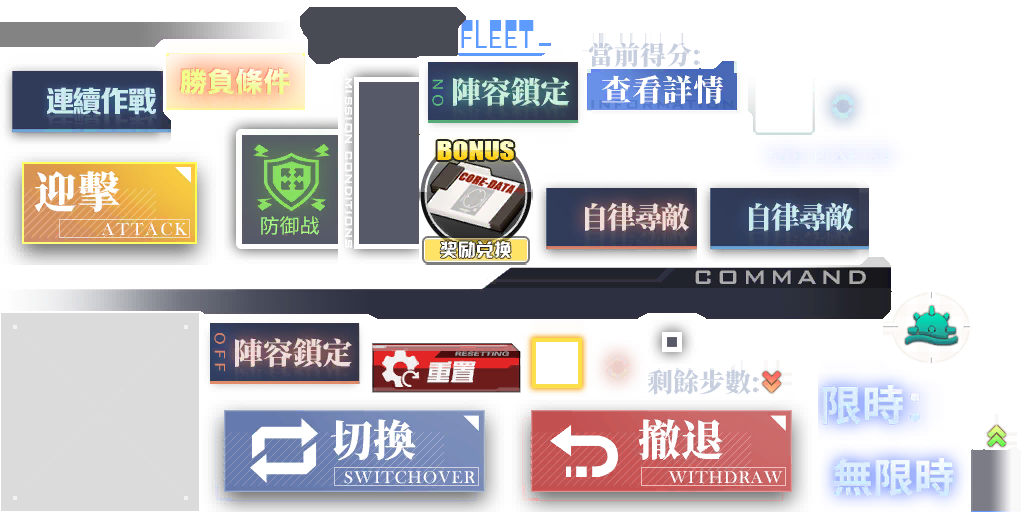 FLEET_
當前得分:
連續作戰
勝負條件
MISSION CONDITIONS
NO
陣容鎖定
查看詳情
INFORMATION
迎擊
ATTACK
防御战
BONUS
CORE-DATA
奖励兑换
自律尋敵
自律尋敵
COMMAND
OFF
陣容鎖定
RESETTING
重置
剩餘步數:
限時:
切換
SWITCHOVER
撤退
WITHDRAW
無限時